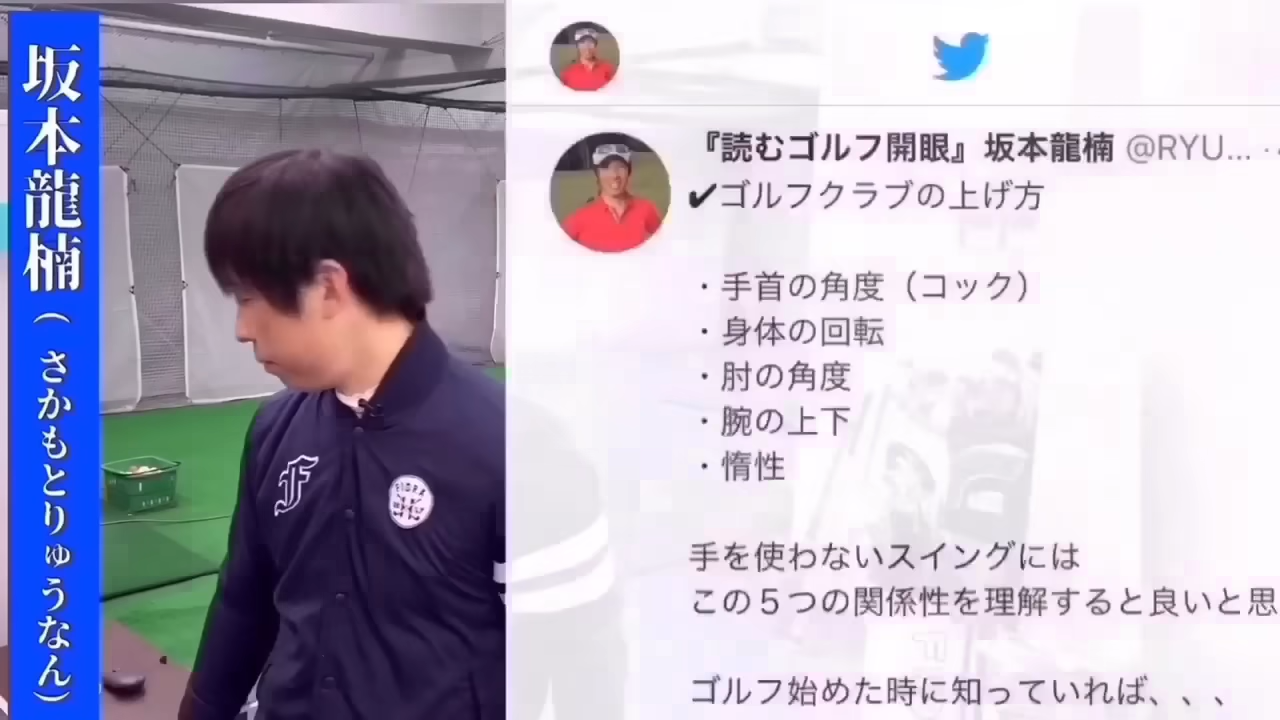 坂本龍楠(さかもとりゅうなん)
『読むゴルフ開眼』坂本龍楠 @RYU... ·
✔ゴルフクラブの上げ方
・手首の角度（コック）
・身体の回転
・肘の角度
・腕の上下
・惰性
手を使わないスイングには
この５つの関係性を理解すると良いと思
ゴルフ始めた時に知っていれば、、、
F